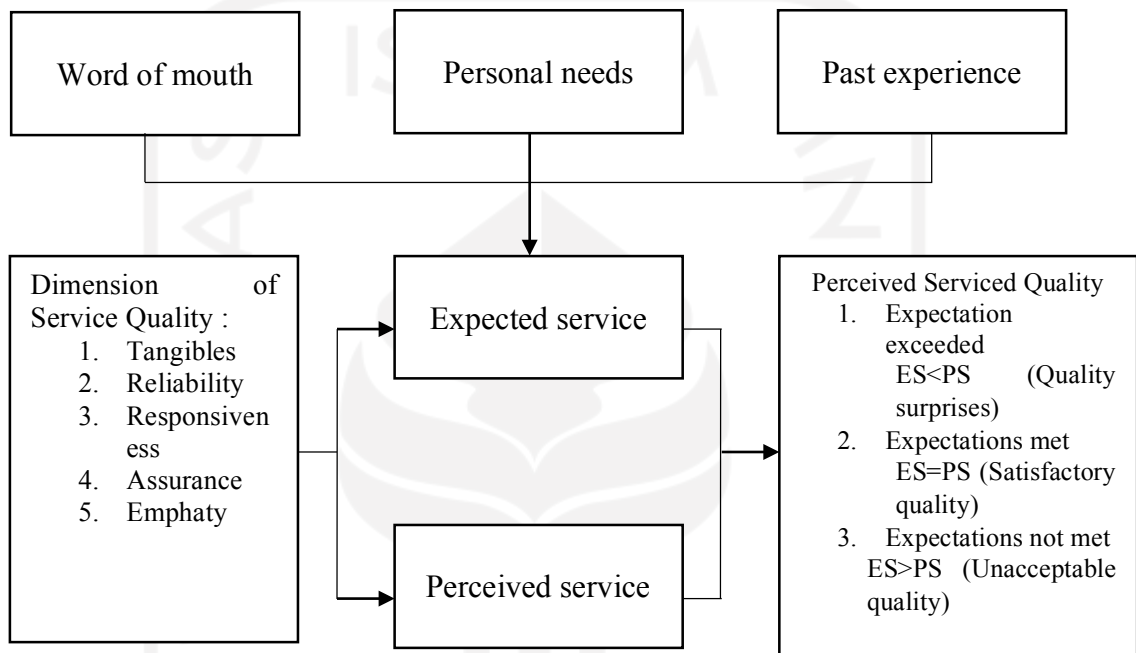 Word of mouth
Personal needs
Past experience
Dimension of
Service Quality :
1. Tangibles
2. Reliability
3. Responsiven
ess
4. Assurance
5. Emphaty
Expected service
Perceived service
Perceived Serviced Quality
1. Expectation
exceeded
ES<PS (Quality
surprises)
2. Expectations met
ES=PS (Satisfactory
quality)
3. Expectations not met
ES>PS (Unacceptable
quality)